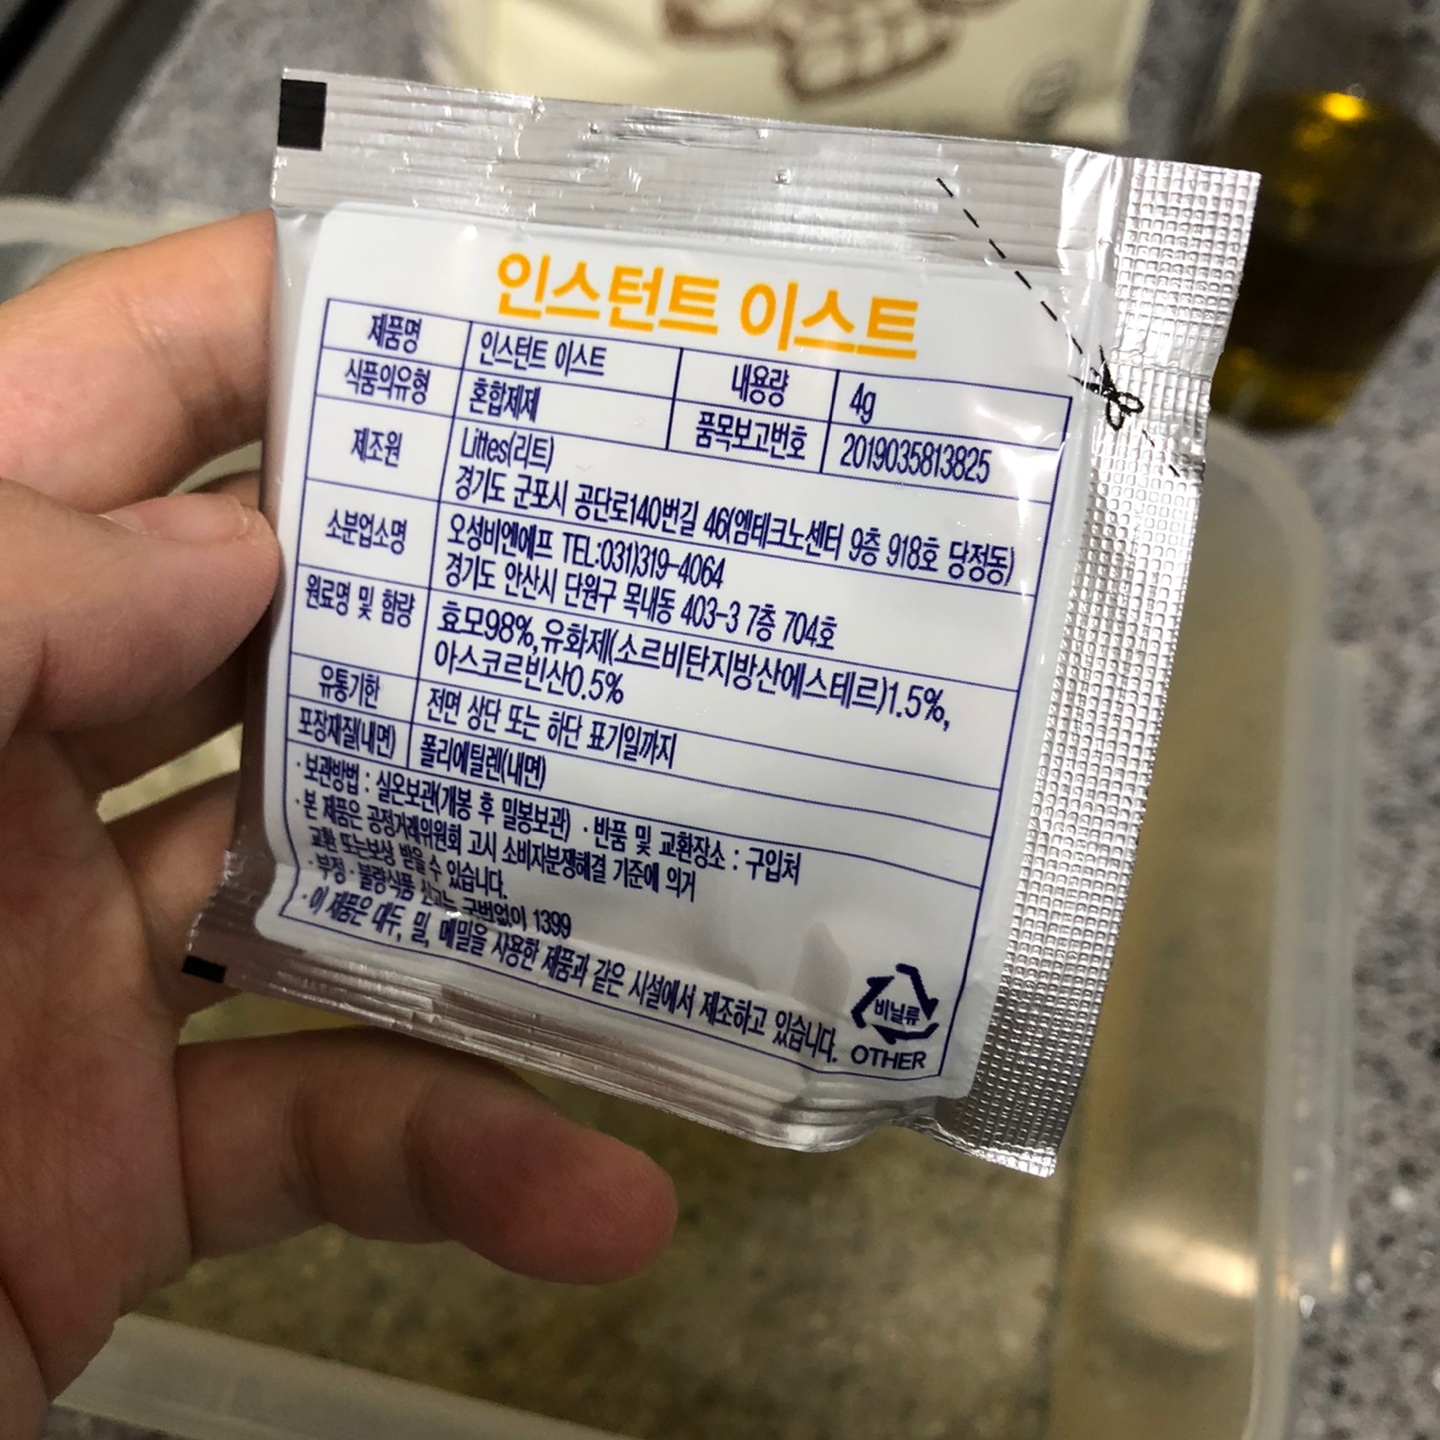 인스턴트 이스트
제품명 인스턴트 이스트 내용량 4g
식품의유형 혼합제제 품목보고번호 2019035813825
제조원 Littes(리트)
경기도 군포시 공단로140번길 46(엠테크노센터 9층 918호 당정동)
소분업소명 오성비엔에프 TEL:031)319-4064
경기도 안산시 단원구 목내동 403-3 7층 704호
원료명 및 함량 효모98%,유화제(소르비탄지방산에스테르)1.5%,
아스코르빈산0.5%
유통기한 전면 상단 또는 하단 표기일까지
포장재질(내면) 폴리에틸렌(내면)
·보관방법 : 실온보관(개봉 후 밀봉보관) ·반품 및 교환장소 : 구입처
·본 제품은 공정거래위원회 고시 소비자분쟁해결 기준에 의거
교환 또는보상 받을 수 있습니다.
·부정·불량식품 신고는 국번없이 1399
·이 제품은 대두, 밀, 메밀을 사용한 제품과 같은 시설에서 제조하고 있습니다.
비닐류
OTHER